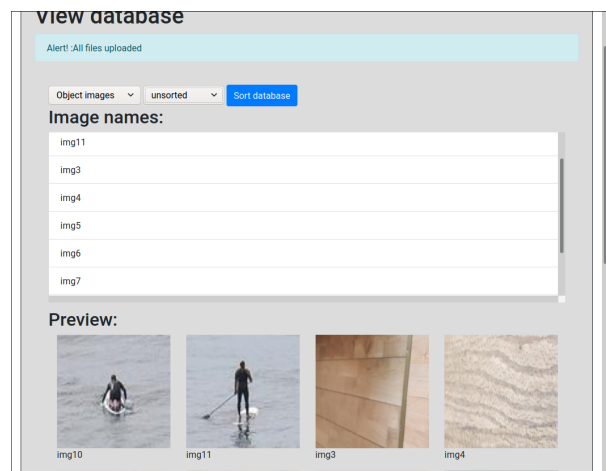 View database
Alert! :All files uploaded
Object images unsorted Sort database
Image names:
img11
img3
img4
img5
img6
img7
Preview:
img10 img11 img3 img4